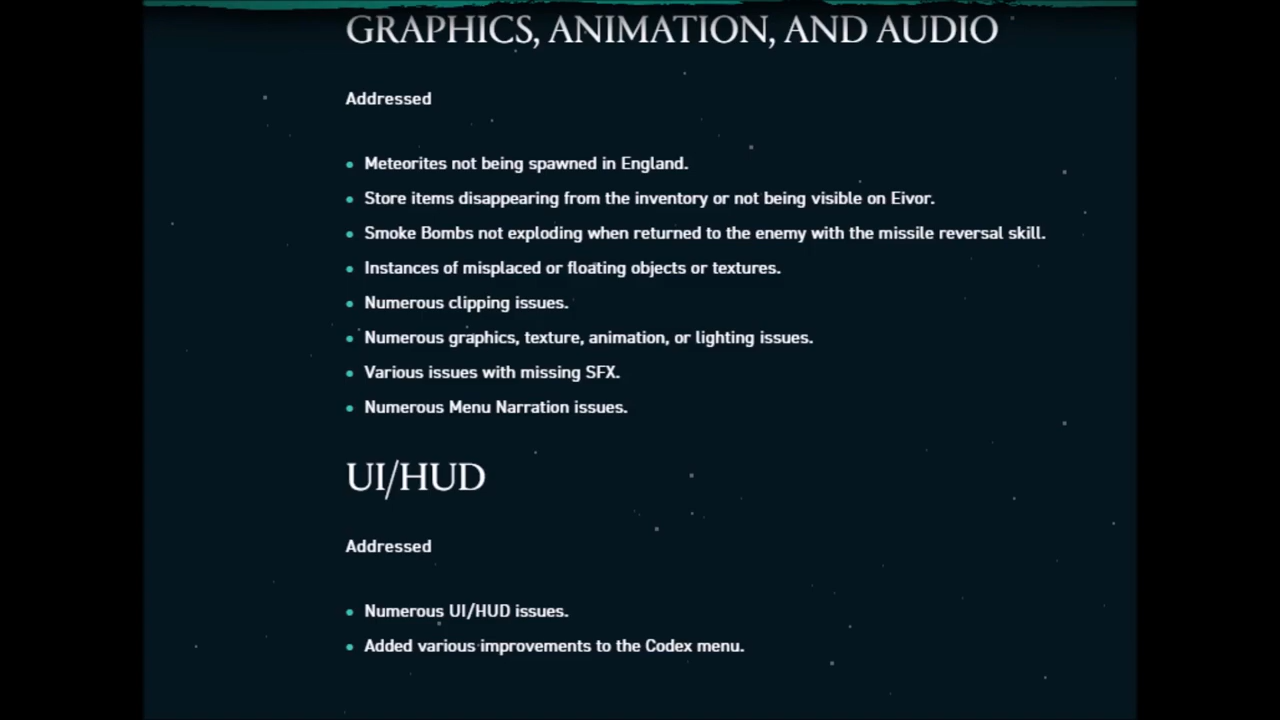 GRAPHICS, ANIMATION, AND AUDIO
Addressed
Meteorites not being spawned in England.
Store items disappearing from the inventory or not being visible on Eivor.
Smoke Bombs not exploding when returned to the enemy with the missile reversal skill.
Instances of misplaced or floating objects or textures.
Numerous clipping issues.
Numerous graphics, texture, animation, or lighting issues.
Various issues with missing SFX.
Numerous Menu Narration issues.
UI/HUD
Addressed
Numerous UI/HUD issues.
Added various improvements to the Codex menu.